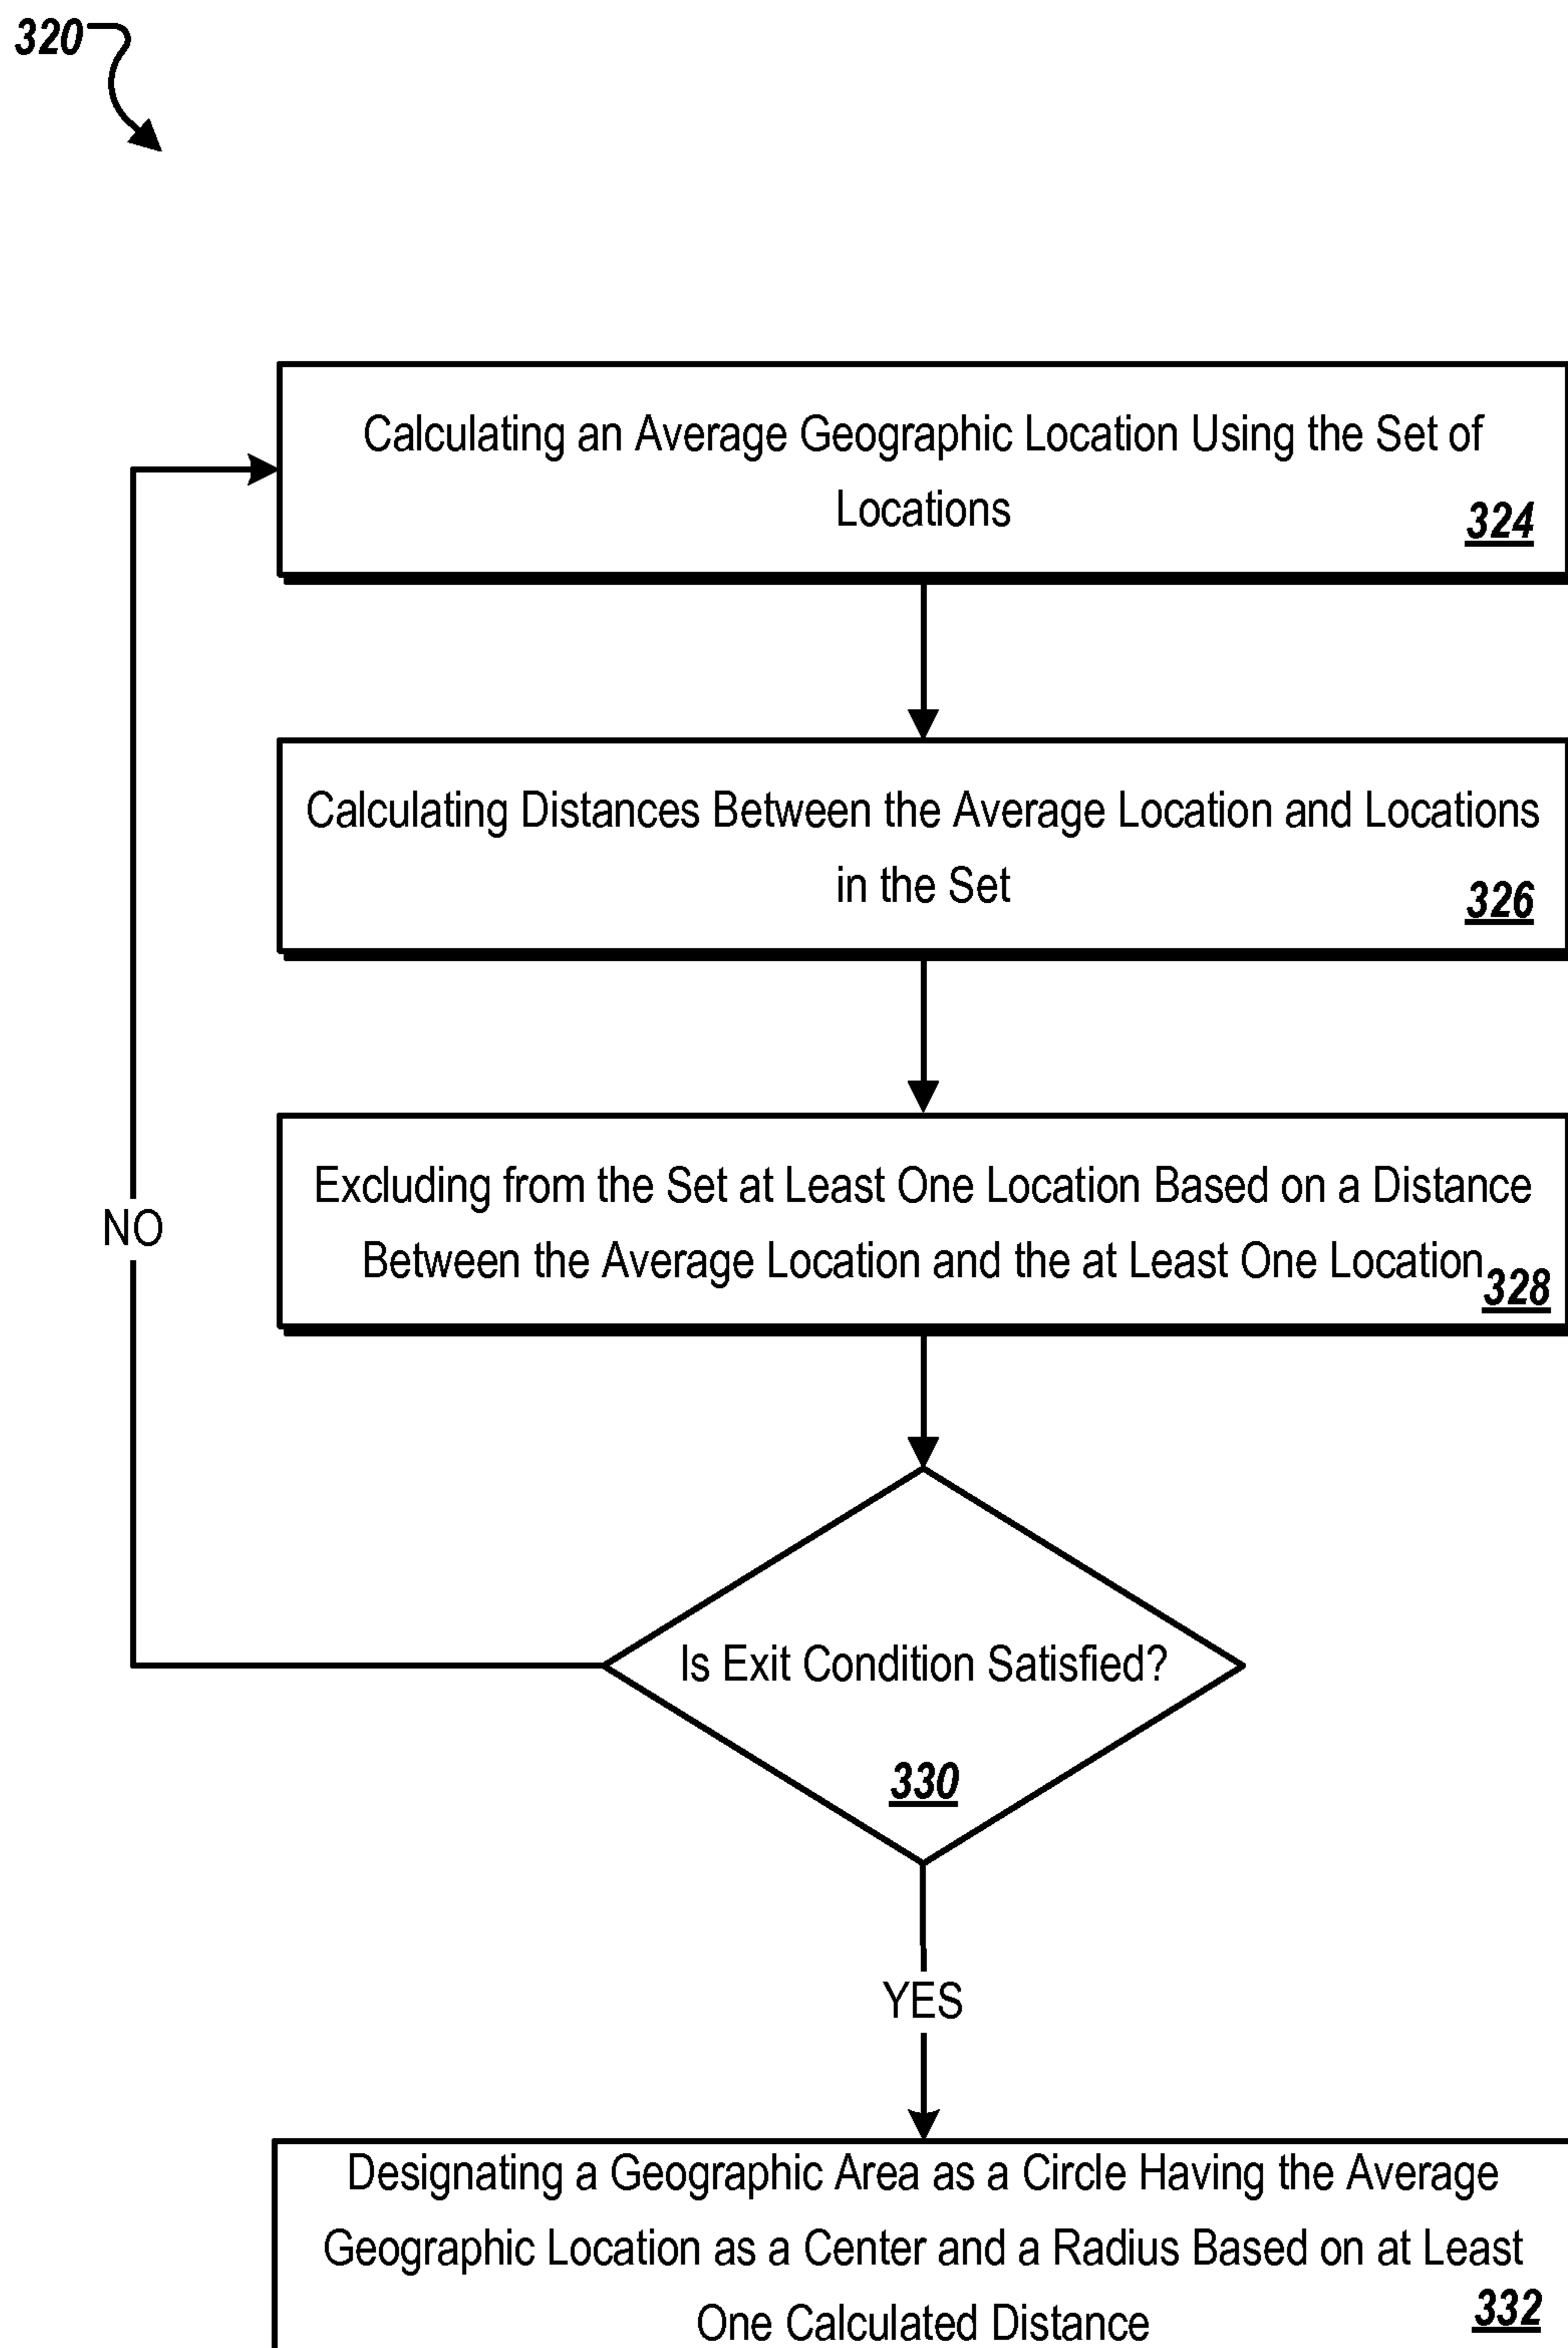 320
Calculating an Average Geographic Location Using the Set of
Locations
324
Calculating Distances Between the Average Location and Locations
in the Set
326
Excluding from the Set at Least One Location Based on a Distance
Between the Average Location and the at Least One Location
328
NO
Is Exit Condition Satisfied?
330
YES
Designating a Geographic Area as a Circle Having the Average
Geographic Location as a Center and a Radius Based on at Least
One Calculated Distance
332